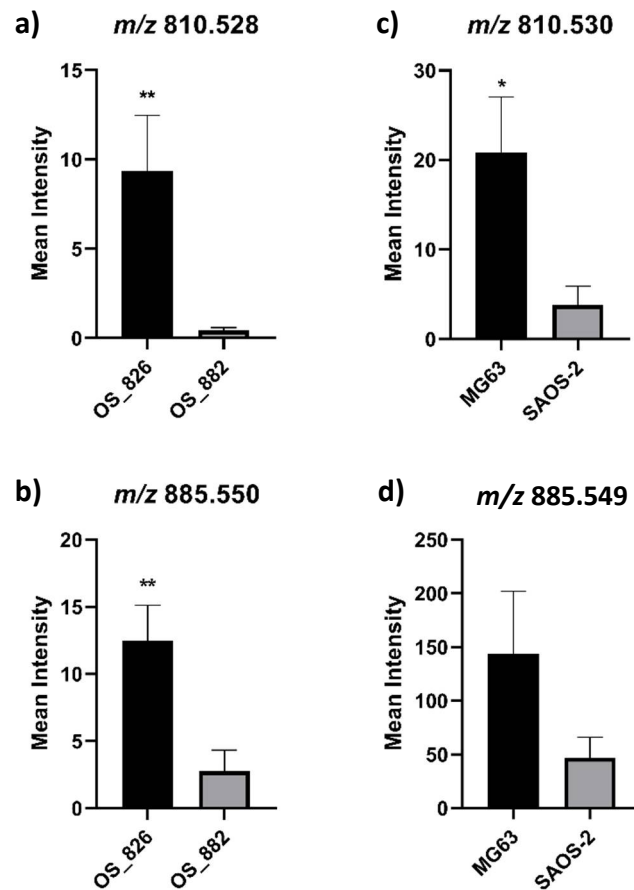 a) m/z 810.528
15
**
10
Mean Intensity
5
0
OS_826
OS_882
c) m/z 810.530
30
*
20
Mean Intensity
10
0
MG63
SAOS-2
b) m/z 885.550
20
**
15
Mean Intensity
10
5
0
OS_826
OS_882
d) m/z 885.549
250
200
Mean Intensity
150
100
50
0
MG63
SAOS-2